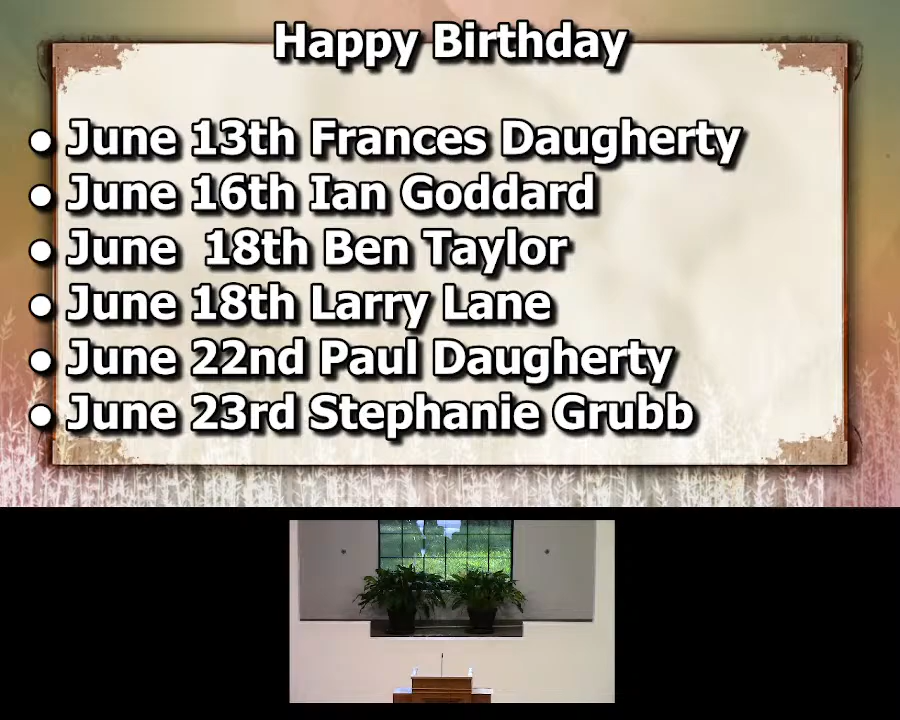 Happy Birthday
• June 13th Frances Daugherty
• June 16th Ian Goddard
• June  18th Ben Taylor
• June 18th Larry Lane
• June 22nd Paul Daugherty
• June 23rd Stephanie Grubb